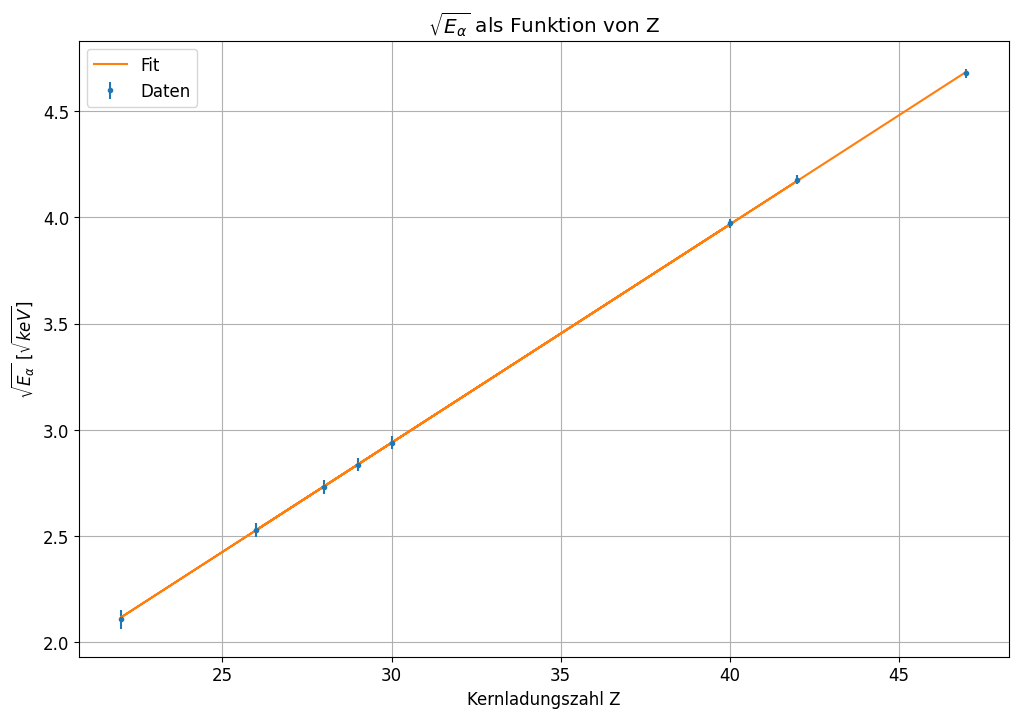 √E_α als Funktion von Z
Fit
Daten
√E_α [√keV]
4.5
4.0
3.5
3.0
2.5
2.0
25 30 35 40 45
Kernladungszahl Z